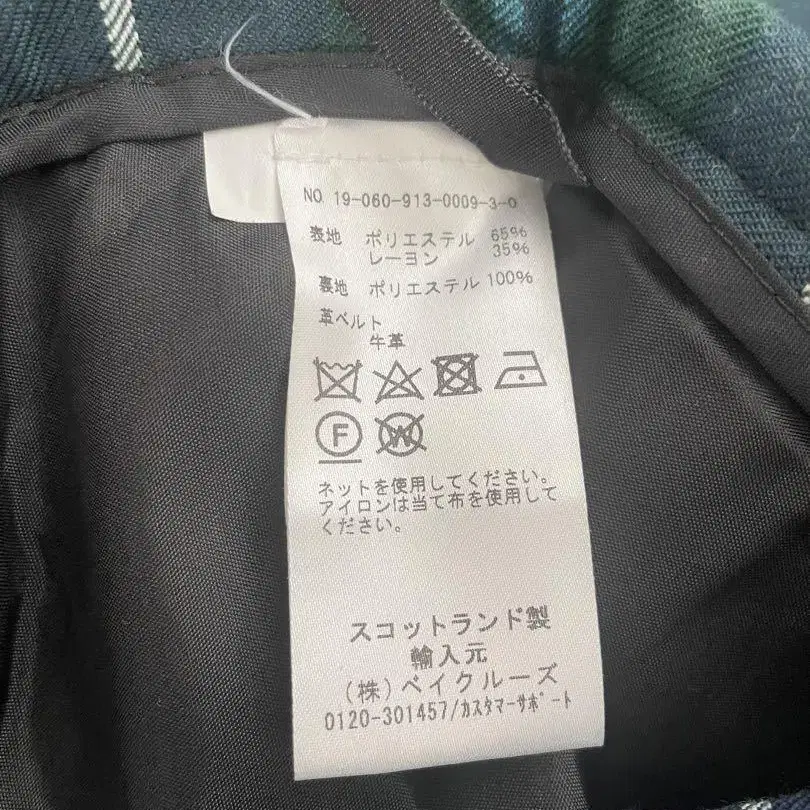 NO 19-060-913-0009-3-0
表地 ポリエステル 65%
レーヨン 35%
裏地 ポリエステル 100%
革ベルト
牛革
F W
ネットを使用してください。
アイロンは当て布を使用して
ください。
スコットランド製
輸入元
(株)ベイクルーズ
0120-301457/ｶｽﾀﾏｰｻﾎﾟｰﾄ